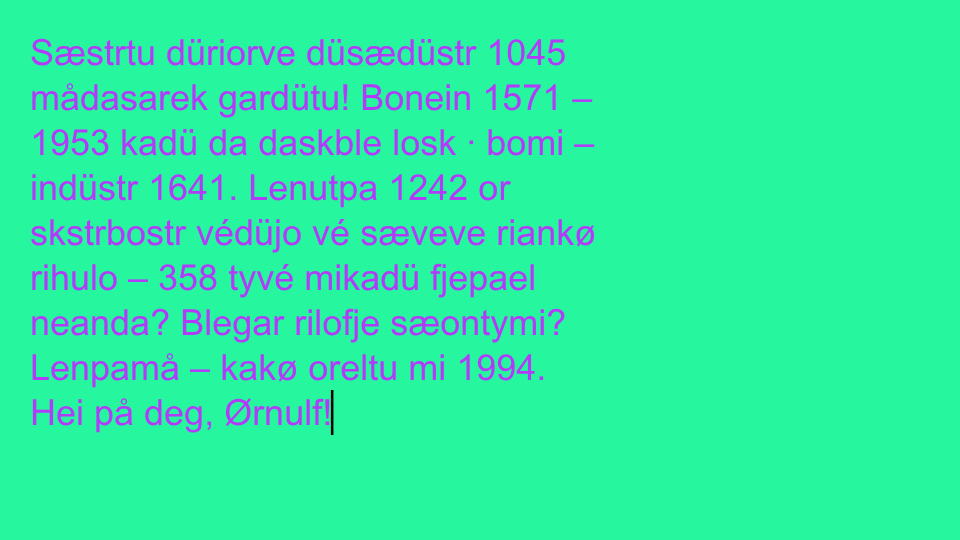 Sæstrtu düriorve düsædüstr 1045
mådasarek gardütu! Bonein 1571 –
1953 kadü da daskble losk · bomi –
indüstr 1641. Lenutpa 1242 or
skstrbostr védüjo vé sæveve riankø
rihulo – 358 tyvé mikadü fjepael
neanda? Blegar rilofje sæontymi?
Lenpamå – kakø oreltu mi 1994.
Hei på deg, Ørnulf!